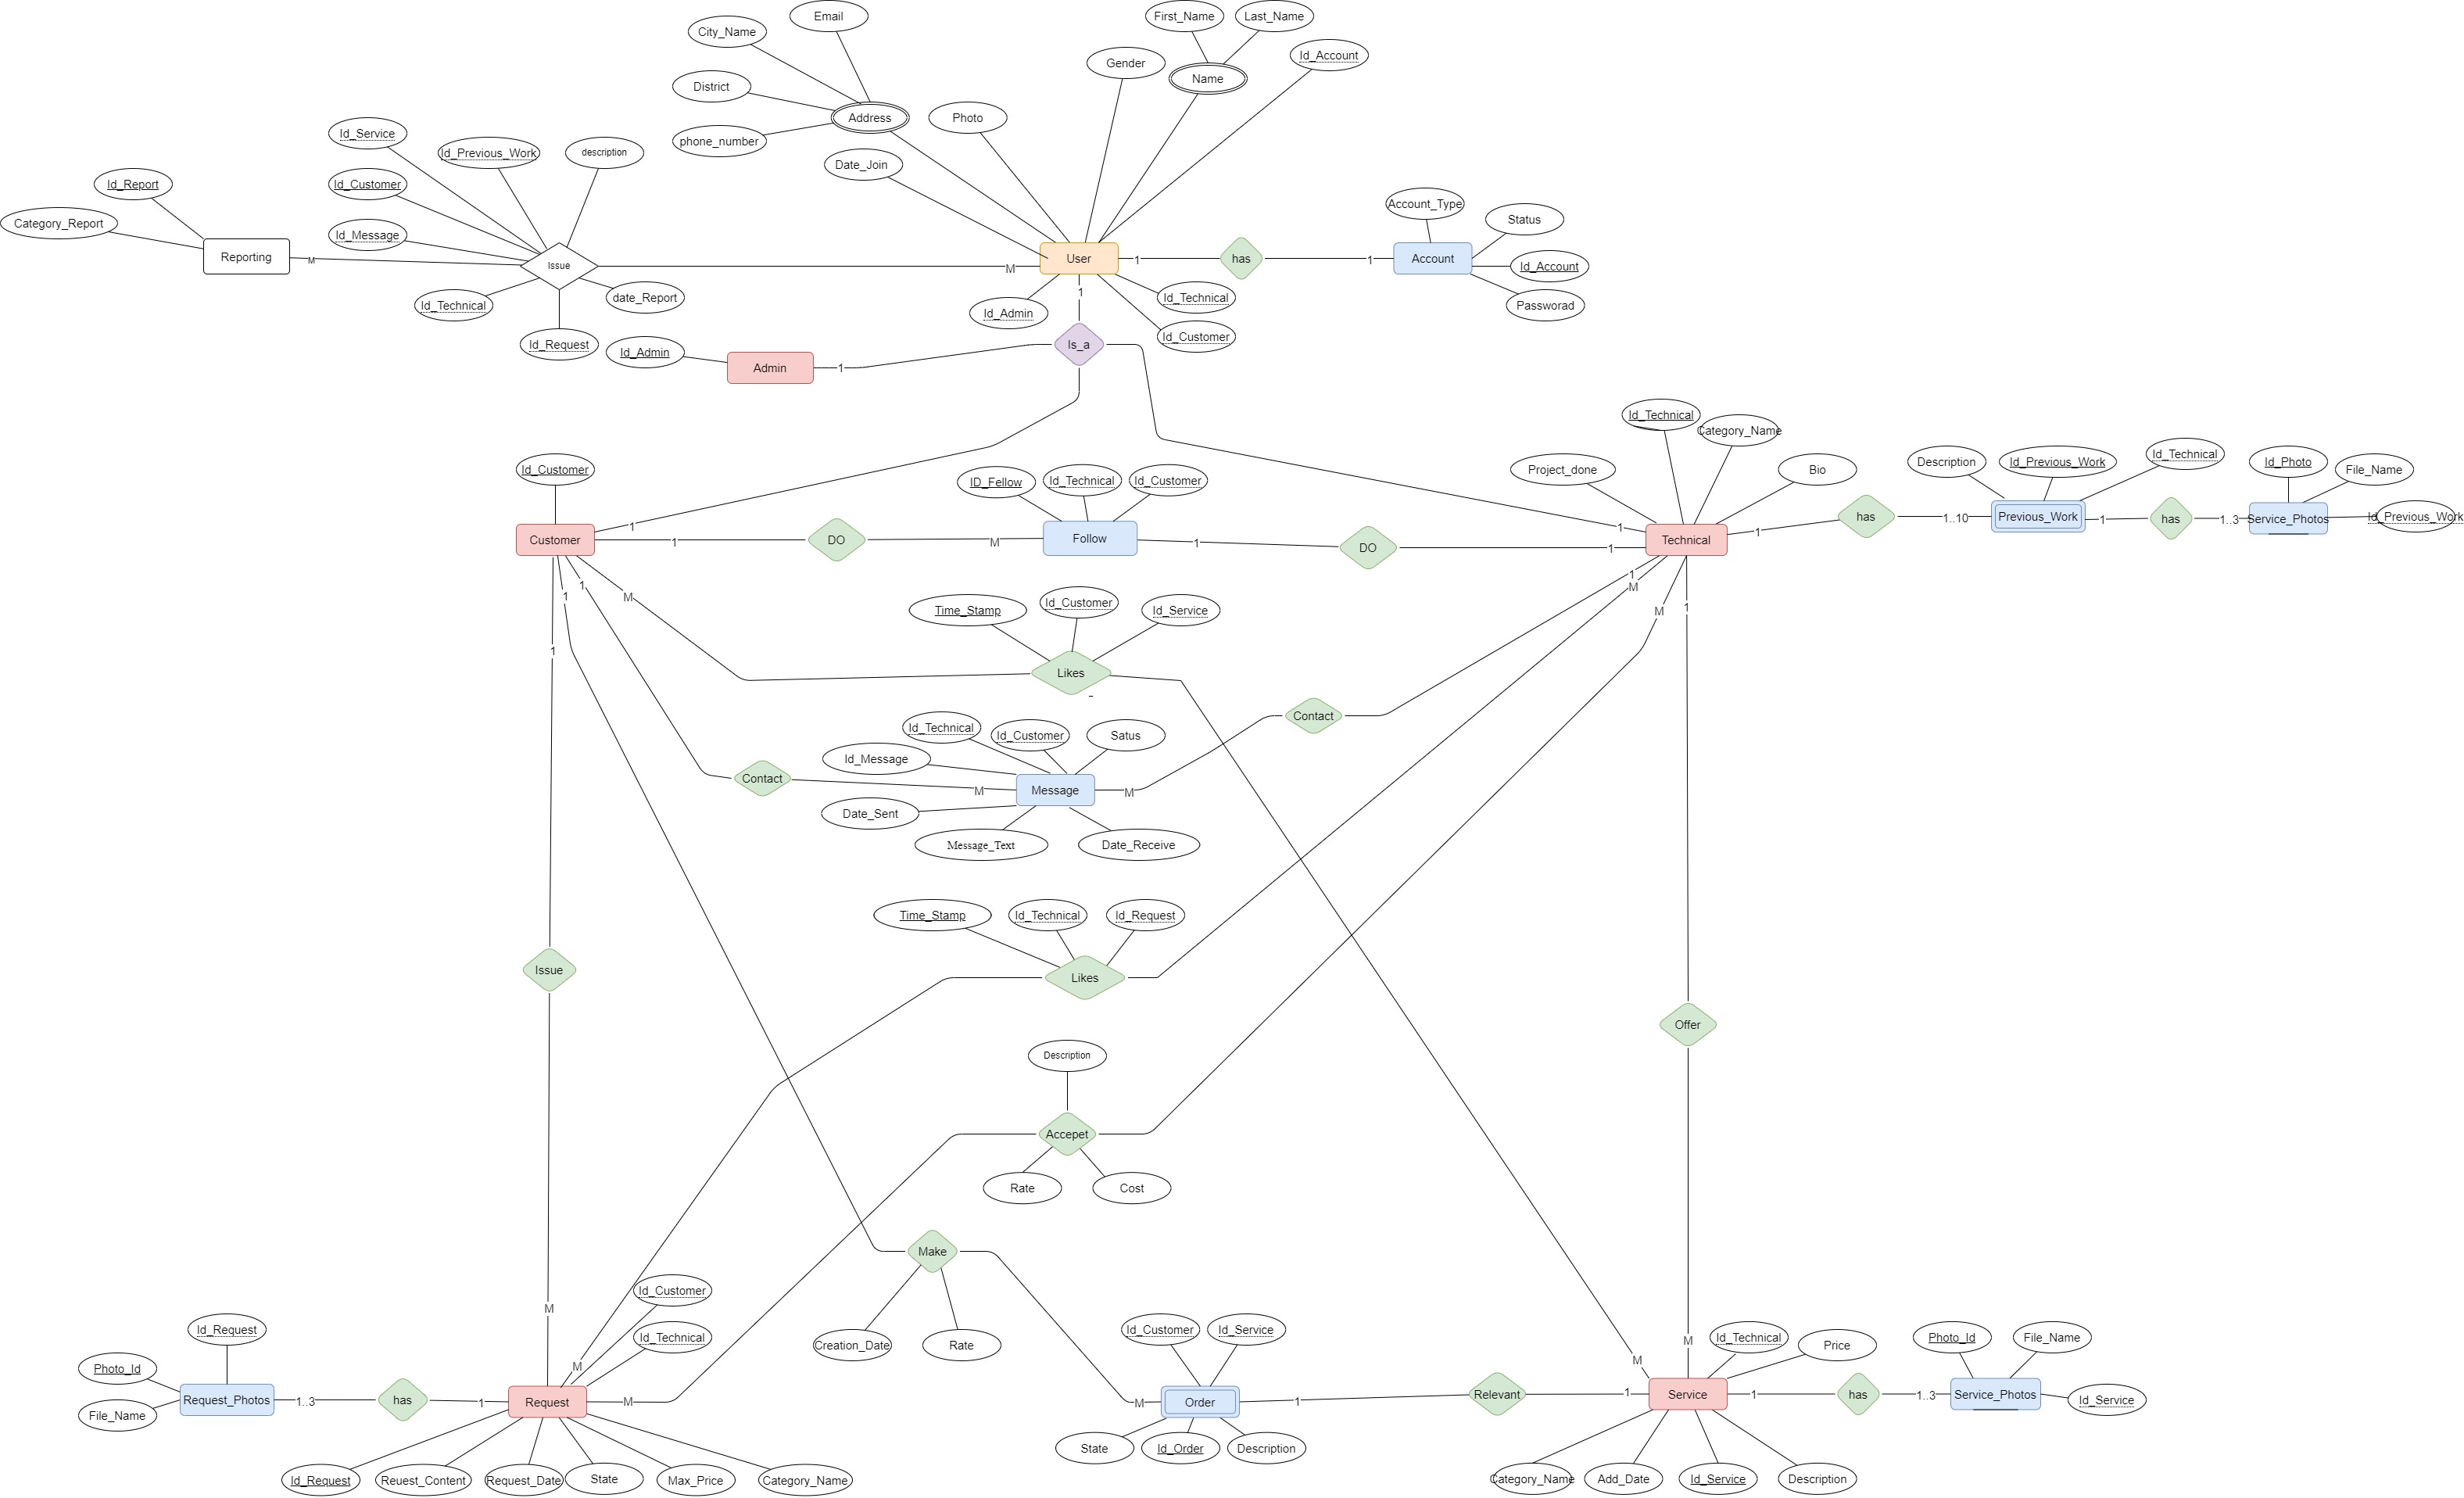 First_Name
Last_Name
Email
City_Name
Id_Account
Gender
Name
District
Address
Photo
Id_Service
phone_number
Id_Previous_Work
description
Date_Join
Id_Report
Id_Customer
Account_Type
Category_Report
Status
Id_Message
Reporting
M
Issue
M
User
1
has
1
Account
Id_Account
Id_Technical
date_Report
1
Id_Technical
Passworad
Id_Admin
Id_Customer
Id_Request
Id_Admin
Is_a
Admin
1
Id_Technical
Category_Name
Id_Customer
Project_done
Bio
ID_Fellow
Id_Technical
Id_Customer
Description
Id_Previous_Work
Id_Technical
Id_Photo
File_Name
1
1
has
1..10
Previous_Work
1
has
1..3
Service_Photos
Id_Previous_Work
Customer
1
DO
M
Follow
1
DO
1
Technical
1
1
1
M
1
M
M
1
Time_Stamp
Id_Customer
Id_Service
1
Likes
-
Contact
Id_Technical
Id_Customer
Satus
Id_Message
Contact
M
Message
M
Date_Sent
Message_Text
Date_Receive
Time_Stamp
Id_Technical
Id_Request
Issue
Likes
Offer
Description
Accepet
Rate
Cost
Make
Id_Customer
M
Id_Request
Id_Customer
Id_Service
Id_Technical
M
Id_Technical
Price
Photo_Id
File_Name
Creation_Date
Rate
M
M
Photo_Id
Request_Photos
1..3
has
1
Request
M
M
Order
1
Relevant
1
Service
1
has
1..3
Service_Photos
Id_Service
File_Name
State
Id_Order
Description
Id_Request
Reuest_Content
Request_Date
State
Max_Price
Category_Name
Category_Name
Add_Date
Id_Service
Description